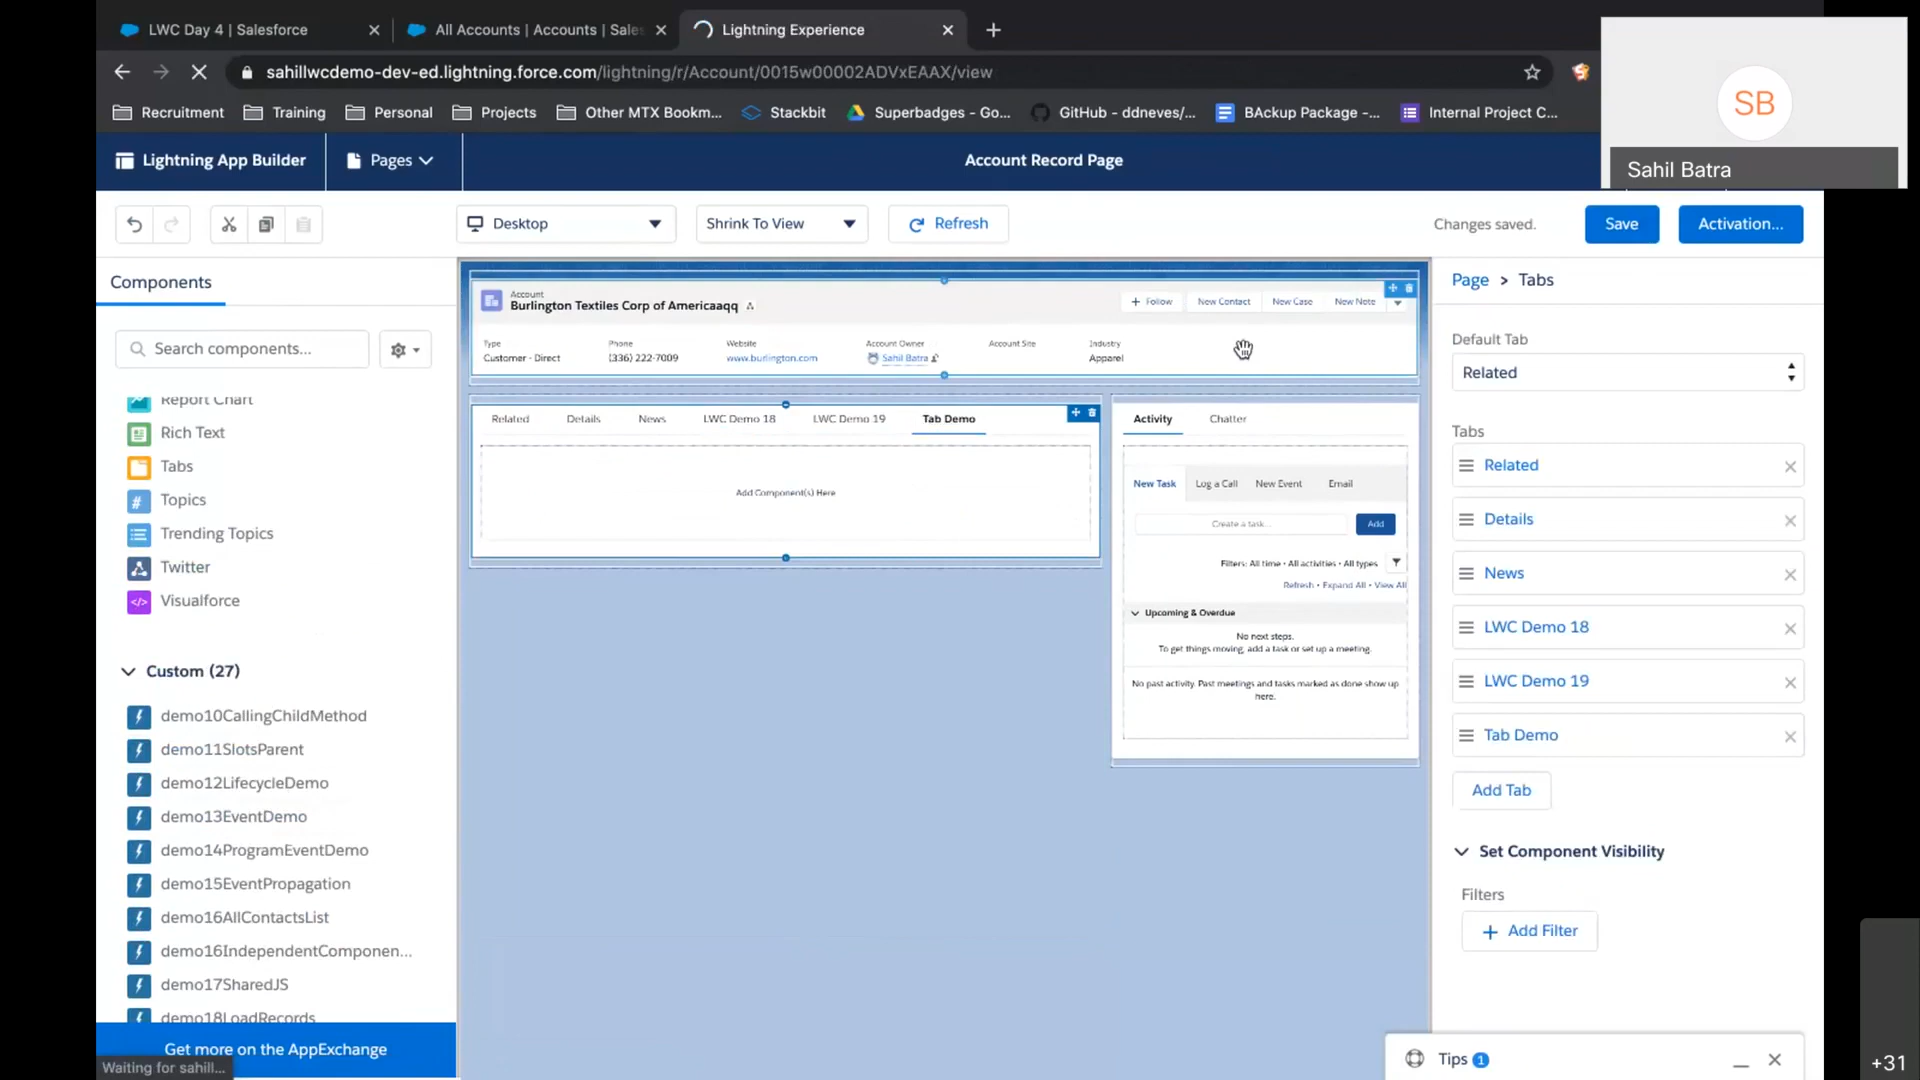 LWC Day 4 | Salesforce
All Accounts | Accounts | Sales
Lightning Experience
sahillwcdemo-dev-ed.lightning.force.com/lightning/r/Account/0015w00002ADVxEAAX/view
Recruitment
Training
Personal
Projects
Other MTX Bookm...
Stackbit
Superbadges - Go...
GitHub - ddneves/...
BAckup Package -...
Internal Project C...
SB
Sahil Batra
Lightning App Builder
Pages
Account Record Page
Desktop
Shrink To View
Refresh
Changes saved.
Save
Activation...
Components
Search components...
Report Chart
Rich Text
Tabs
Topics
Trending Topics
Twitter
Visualforce
Custom (27)
demo10CallingChildMethod
demo11SlotsParent
demo12LifecycleDemo
demo13EventDemo
demo14ProgramEventDemo
demo15EventPropagation
demo16AllContactsList
demo16IndependentComponen...
demo17SharedJS
demo18LoadRecords
Get more on the AppExchange
Waiting for sahill...
Account
Burlington Textiles Corp of Americaaqq
+ Follow
New Contact
New Case
New Note
Type
Customer - Direct
Phone
(336) 222-7009
Website
www.burlington.com
Account Owner
Sahil Batra
Account Site
Industry
Apparel
Related
Details
News
LWC Demo 18
LWC Demo 19
Tab Demo
Add Component(s) Here
Activity
Chatter
New Task
Log a Call
New Event
Email
Create a task...
Add
Filters: All time • All activities • All types
Refresh • Expand All • View All
Upcoming & Overdue
No next steps.
To get things moving, add a task or set up a meeting.
No past activity. Past meetings and tasks marked as done show up
here.
Page > Tabs
Default Tab
Related
Tabs
Related
Details
News
LWC Demo 18
LWC Demo 19
Tab Demo
Add Tab
Set Component Visibility
Filters
+ Add Filter
Tips 1
+31